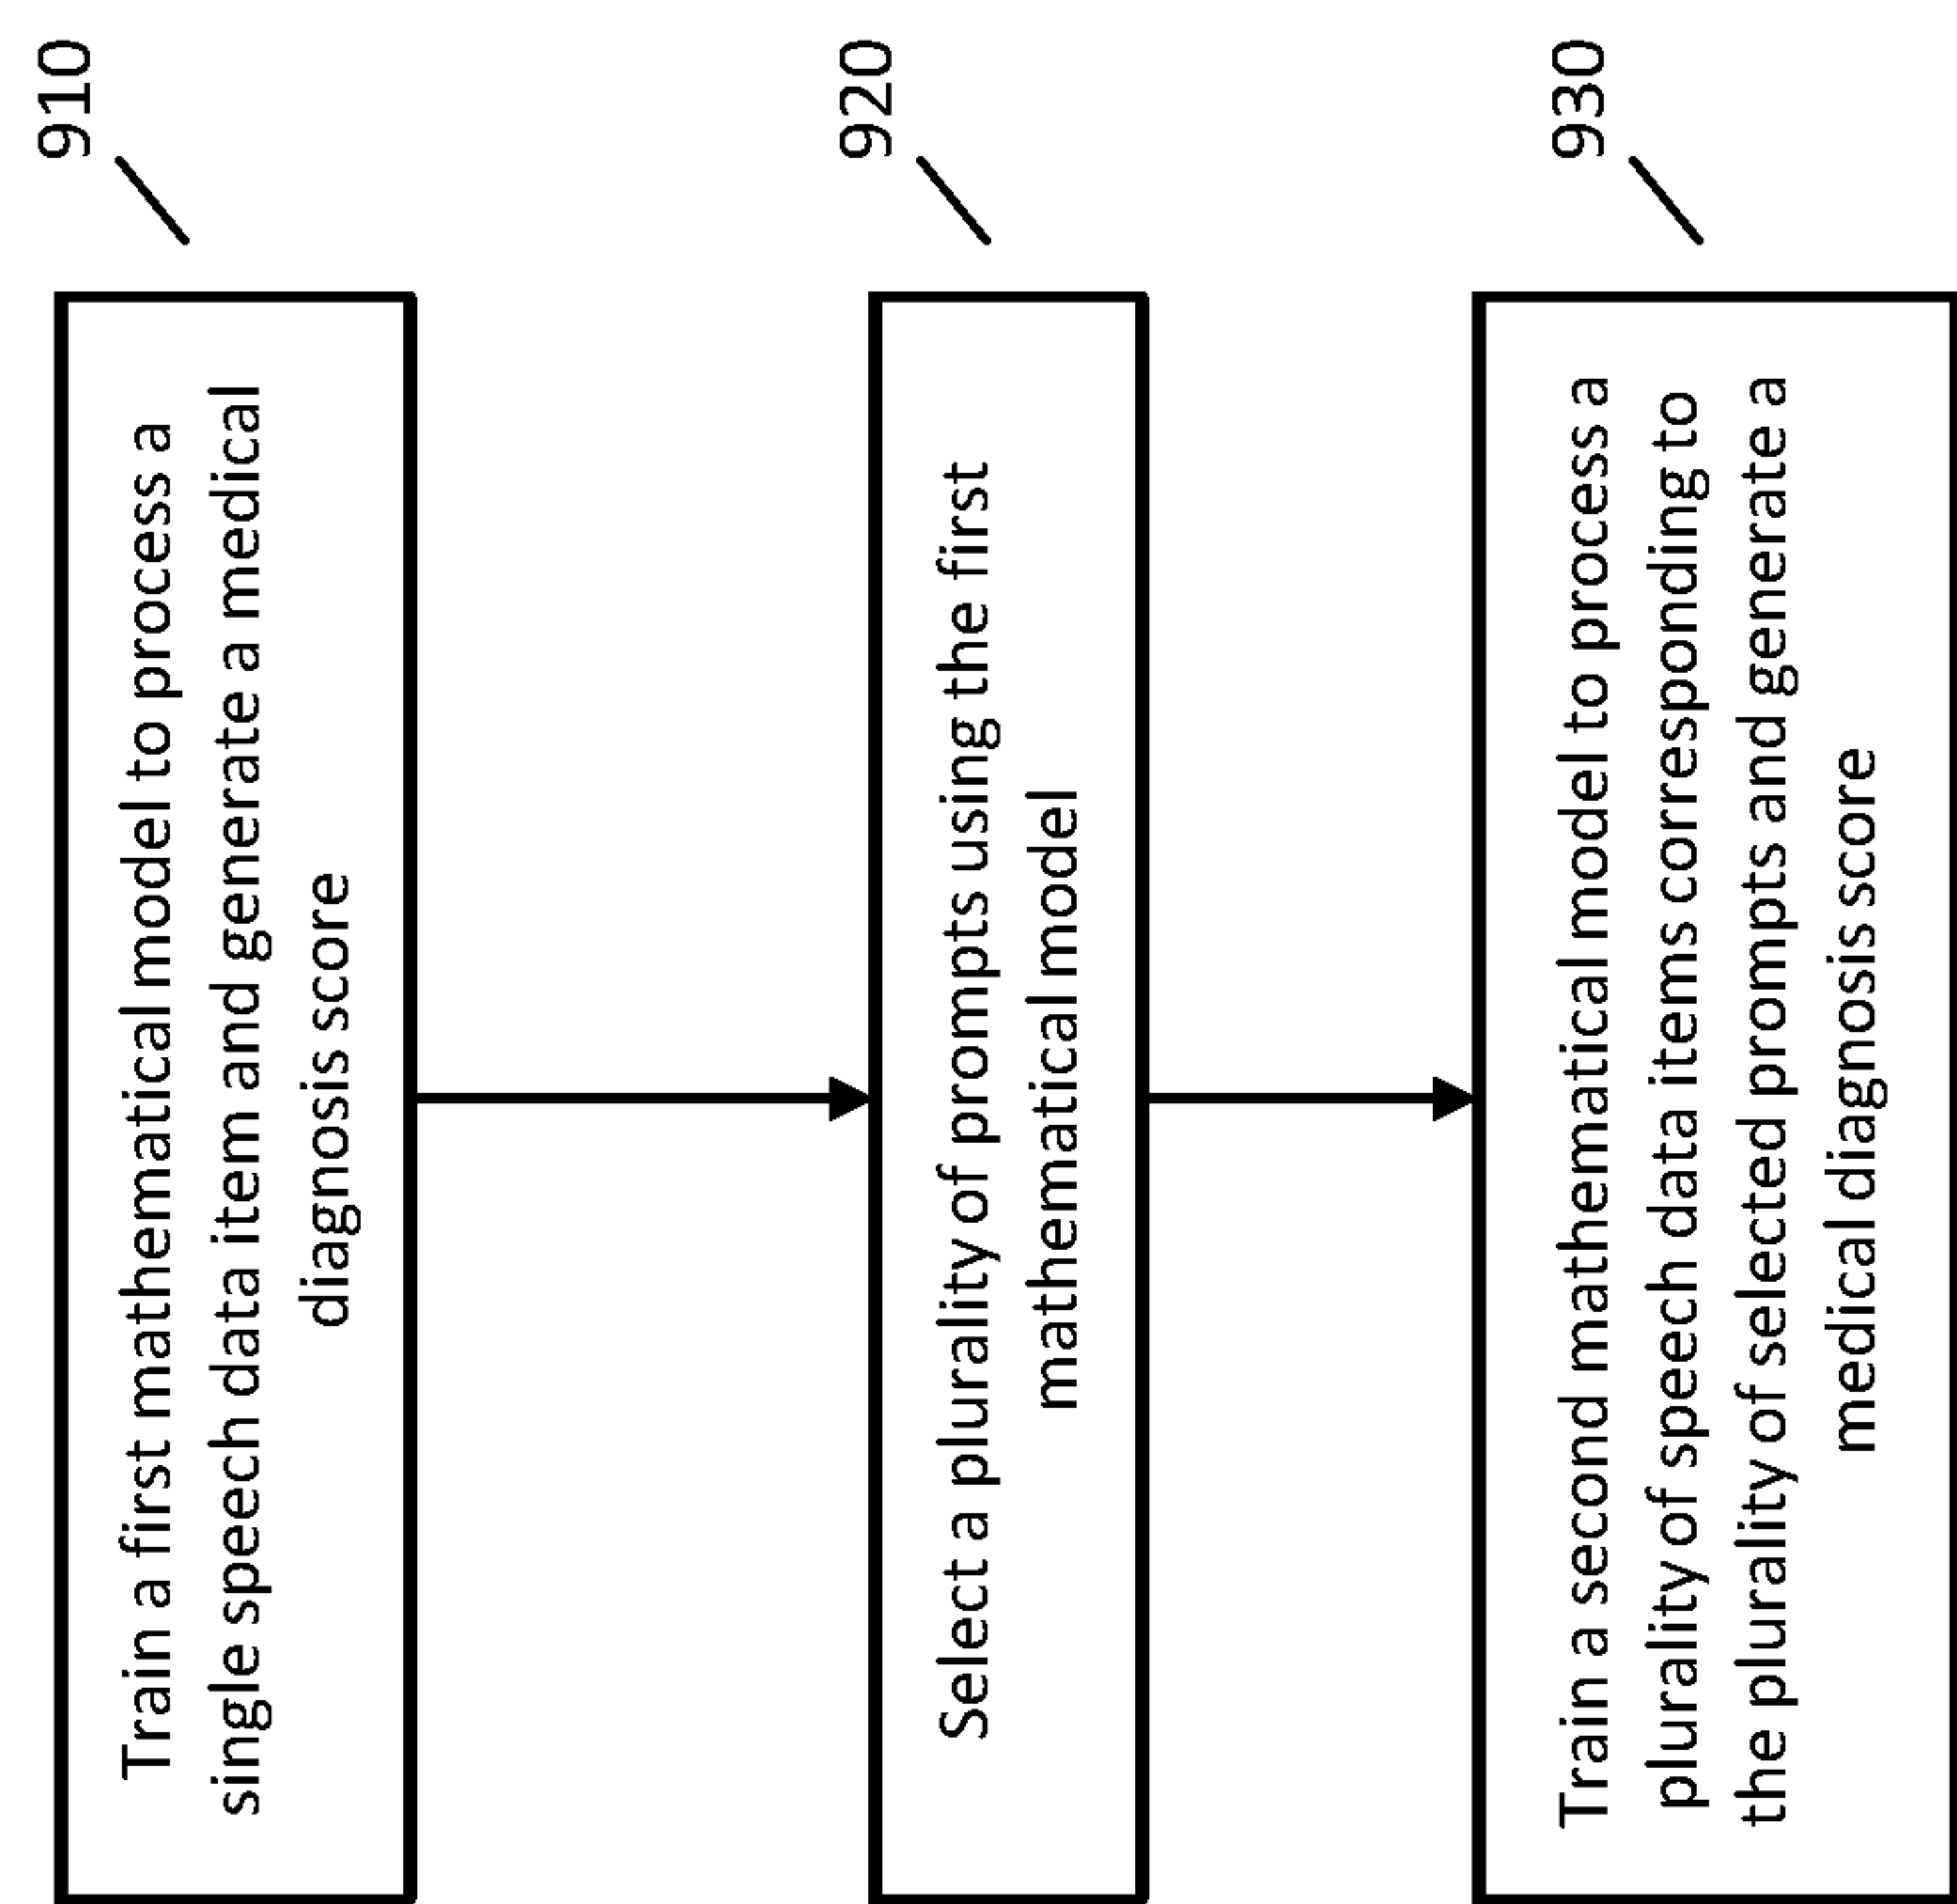 910
Train a first mathematical model to process a
single speech data item and generate a medical
diagnosis score
920
Select a plurality of prompts using the first
mathematical model
930
Train a second mathematical model to process a
plurality of speech data items corresponding to
the plurality of selected prompts and generate a
medical diagnosis score